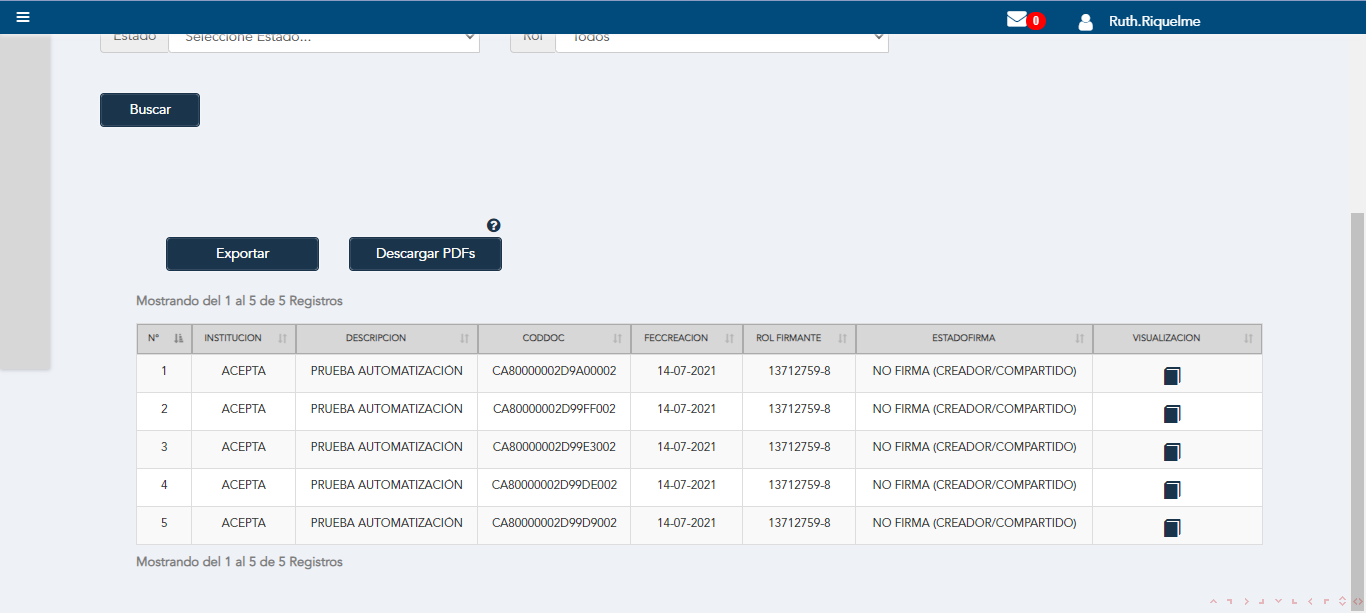 0 Ruth.Riquelme
Estado Seleccione Estado... Rol Todos
Buscar
?
Exportar Descargar PDFs
Mostrando del 1 al 5 de 5 Registros
N° INSTITUCION DESCRIPCION CODDOC FECCREACION ROL FIRMANTE ESTADOFIRMA VISUALIZACION
1 ACEPTA PRUEBA AUTOMATIZACIÓN CA80000002D9A00002 14-07-2021 13712759-8 NO FIRMA (CREADOR/COMPARTIDO)
2 ACEPTA PRUEBA AUTOMATIZACIÓN CA80000002D99FF002 14-07-2021 13712759-8 NO FIRMA (CREADOR/COMPARTIDO)
3 ACEPTA PRUEBA AUTOMATIZACIÓN CA80000002D99E3002 14-07-2021 13712759-8 NO FIRMA (CREADOR/COMPARTIDO)
4 ACEPTA PRUEBA AUTOMATIZACIÓN CA80000002D99DE002 14-07-2021 13712759-8 NO FIRMA (CREADOR/COMPARTIDO)
5 ACEPTA PRUEBA AUTOMATIZACIÓN CA80000002D99D9002 14-07-2021 13712759-8 NO FIRMA (CREADOR/COMPARTIDO)
Mostrando del 1 al 5 de 5 Registros